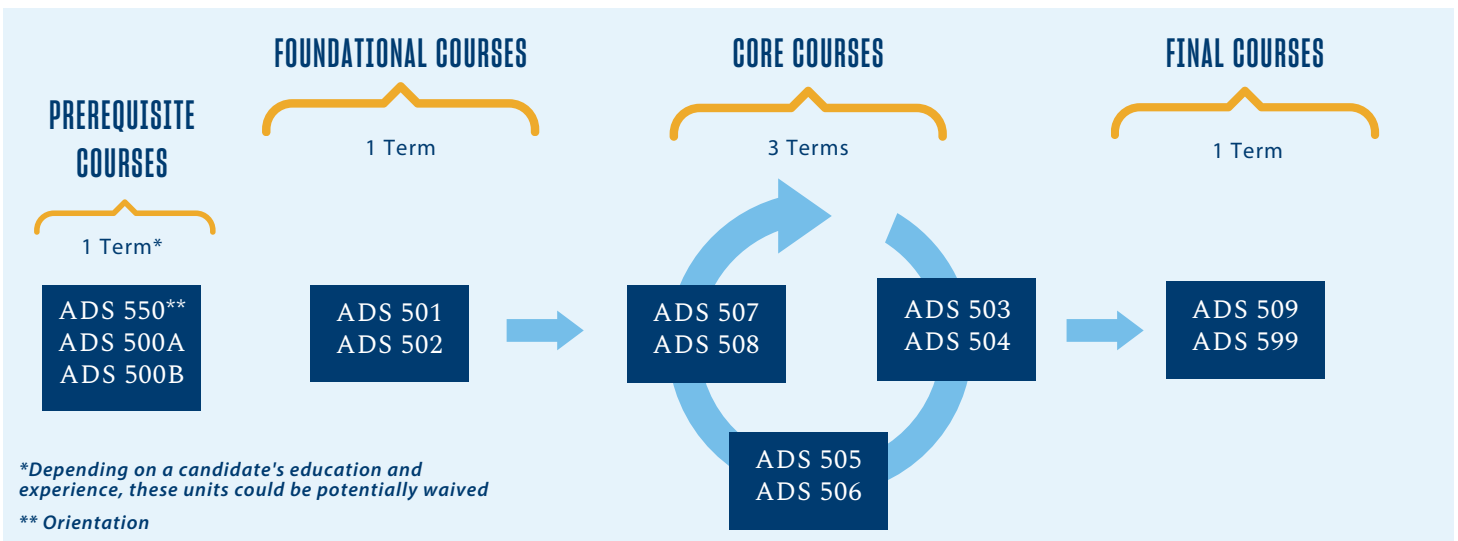 PREREQUISITE
COURSES
1 Term*
ADS 550**
ADS 500A
ADS 500B
FOUNDATIONAL COURSES
1 Term
ADS 501
ADS 502
CORE COURSES
3 Terms
ADS 507
ADS 508
ADS 503
ADS 504
ADS 505
ADS 506
FINAL COURSES
1 Term
ADS 509
ADS 599
*Depending on a candidate's education and
experience, these units could be potentially waived
** Orientation